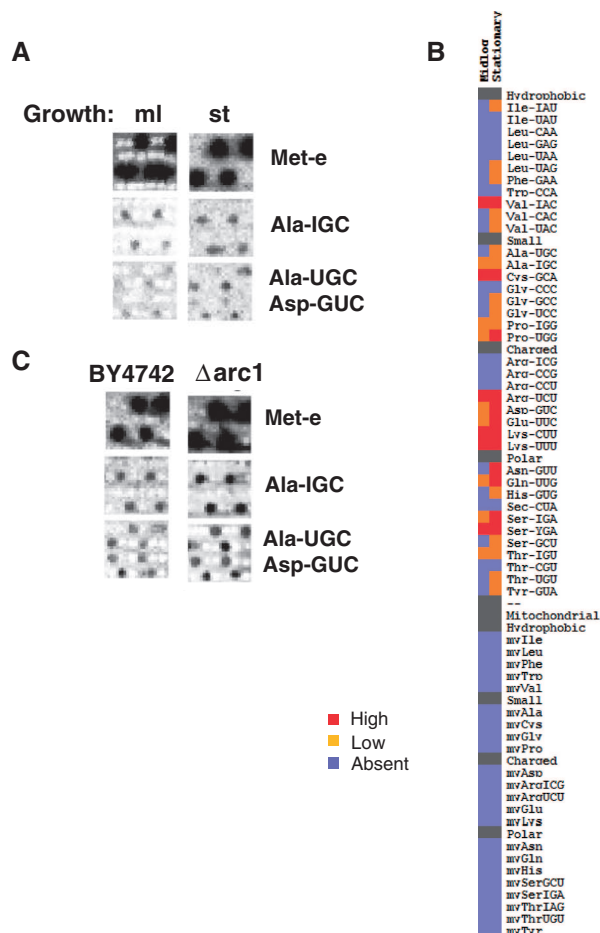 A
Growth: ml st
Met-e
Ala-IGC
Ala-UGC
Asp-GUC
C
BY4742 Δarc1
Met-e
Ala-IGC
Ala-UGC
Asp-GUC
High
Low
Absent
B
Midlog
Stationary
Hydrophobic
Ile-IAU
Ile-UAU
Leu-CAA
Leu-GAG
Leu-UAA
Leu-UAG
Phe-GAA
Trp-CCA
Val-IAC
Val-CAC
Val-UAC
Small
Ala-UGC
Ala-IGC
Cys-GCA
Gly-CCC
Gly-GCC
Gly-UCC
Pro-IGG
Pro-UGG
Charged
Arg-ICG
Arg-CCG
Arg-CCU
Arg-UCU
Asp-GUC
Glu-UUC
Lys-CUU
Lys-UUU
Polar
Asn-GUU
Gln-UUG
His-GUG
Sec-CUA
Ser-IGA
Ser-IGA
Ser-GCU
Thr-IGU
Thr-CGU
Thr-UGU
Tyr-GUA
--
Mitochondrial
Hydrophobic
myIle
myLeu
myPhe
myTrp
myVal
Small
myAla
myCys
myGly
myPro
Charged
myAsp
myArgICG
myArgUCU
myGlu
myLys
Polar
myAsn
myGln
myHis
mySerGCU
mySerIGA
myThrIAG
myThrUGU
myTyr